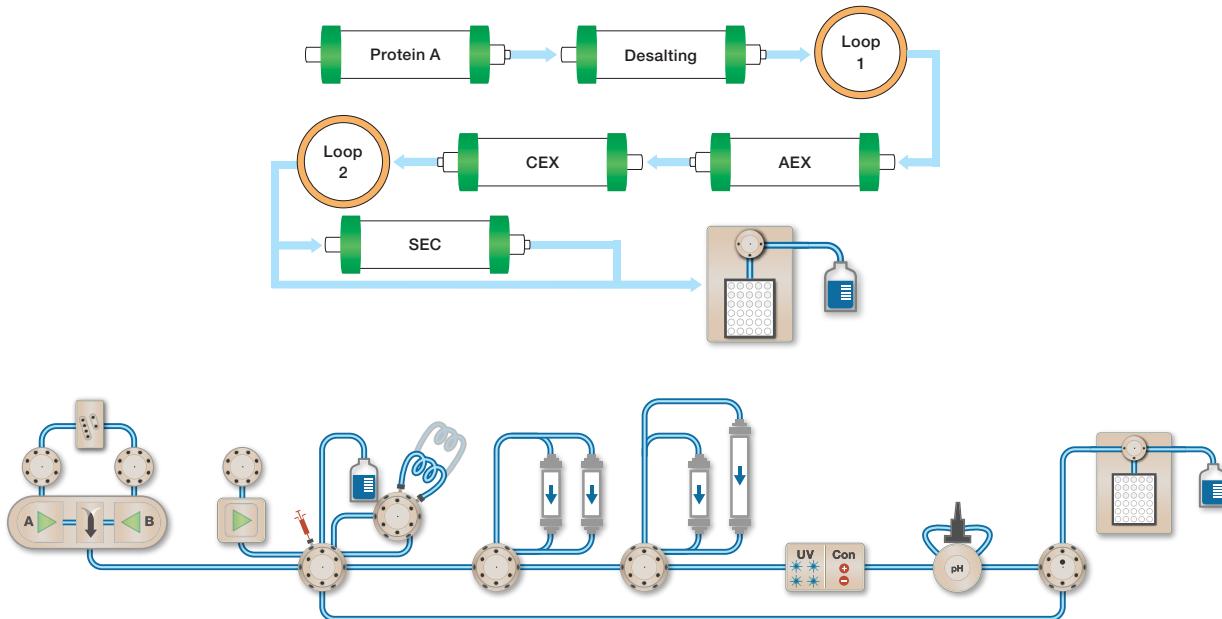 Protein A
Desalting
Loop
1
Loop
2
CEX
AEX
SEC
A
B
UV
Con
pH